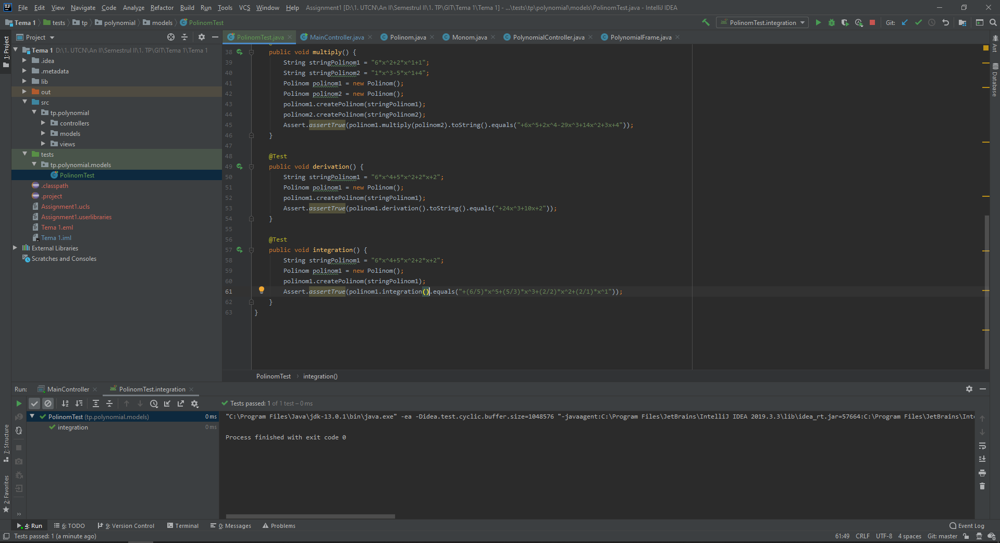 File Edit View Navigate Code Analyze Refactor Build Run Tools VCS Window Help Assignment1 [D:\1. UTCN\An II\Semestrul II\1. TP\GIT\Tema 1\Tema 1] - ...\tests\tp\polynomial\models\PolinomTest.java - IntelliJ IDEA
Tema 1 tests tp polynomial models PolinomTest PolinomTest.integration Git:
Project PolinomTest.java MainController.java Polinom.java Monom.java PolynomialController.java PolynomialFrame.java
1: Project
Ant
Database
Tema 1 D:\1. UTCN\An II\Semestrul II\1. TP\GIT\Tema 1\Tema 1
.idea
.metadata
lib
out
src
tp.polynomial
controllers
models
views
tests
tp.polynomial.models
PolinomTest
.classpath
.project
Assignment1.ucls
Assignment1.userlibraries
Tema 1.eml
Tema 1.iml
External Libraries
Scratches and Consoles
38 public void multiply() {
39 String stringPolinom1 = "6*x^2+2*x^1+1";
40 String stringPolinom2 = "1*x^3-5*x^1+4";
41 Polinom polinom1 = new Polinom();
42 Polinom polinom2 = new Polinom();
43 polinom1.createPolinom(stringPolinom1);
44 polinom2.createPolinom(stringPolinom2);
45 Assert.assertTrue(polinom1.multiply(polinom2).toString().equals("+6x^5+2x^4-29x^3+14x^2+3x+4"));
46 }
47
48 @Test
49 public void derivation() {
50 String stringPolinom1 = "6*x^4+5*x^2+2*x+2";
51 Polinom polinom1 = new Polinom();
52 polinom1.createPolinom(stringPolinom1);
53 Assert.assertTrue(polinom1.derivation().toString().equals("+24x^3+10x+2"));
54 }
55
56 @Test
57 public void integration() {
58 String stringPolinom1 = "6*x^4+5*x^2+2*x+2";
59 Polinom polinom1 = new Polinom();
60 polinom1.createPolinom(stringPolinom1);
61 Assert.assertTrue(polinom1.integration().equals("+(6/5)*x^5+(5/3)*x^3+(2/2)*x^2+(2/1)*x^1"));
62 }
63 }
PolinomTest integration()
Run: MainController PolinomTest.integration
Tests passed: 1 of 1 test – 0 ms
PolinomTest (tp.polynomial.models) 0 ms
integration 0 ms
"C:\Program Files\Java\jdk-13.0.1\bin\java.exe" -ea -Didea.test.cyclic.buffer.size=1048576 "-javaagent:C:\Program Files\JetBrains\IntelliJ IDEA 2019.3.3\lib\idea_rt.jar=57664:C:\Program Files\JetBrains\Inte
Process finished with exit code 0
7: Structure
2: Favorites
4: Run 6: TODO 9: Version Control Terminal 0: Messages Problems Event Log
Tests passed: 1 (a minute ago) 61:49 CRLF UTF-8 4 spaces Git: master